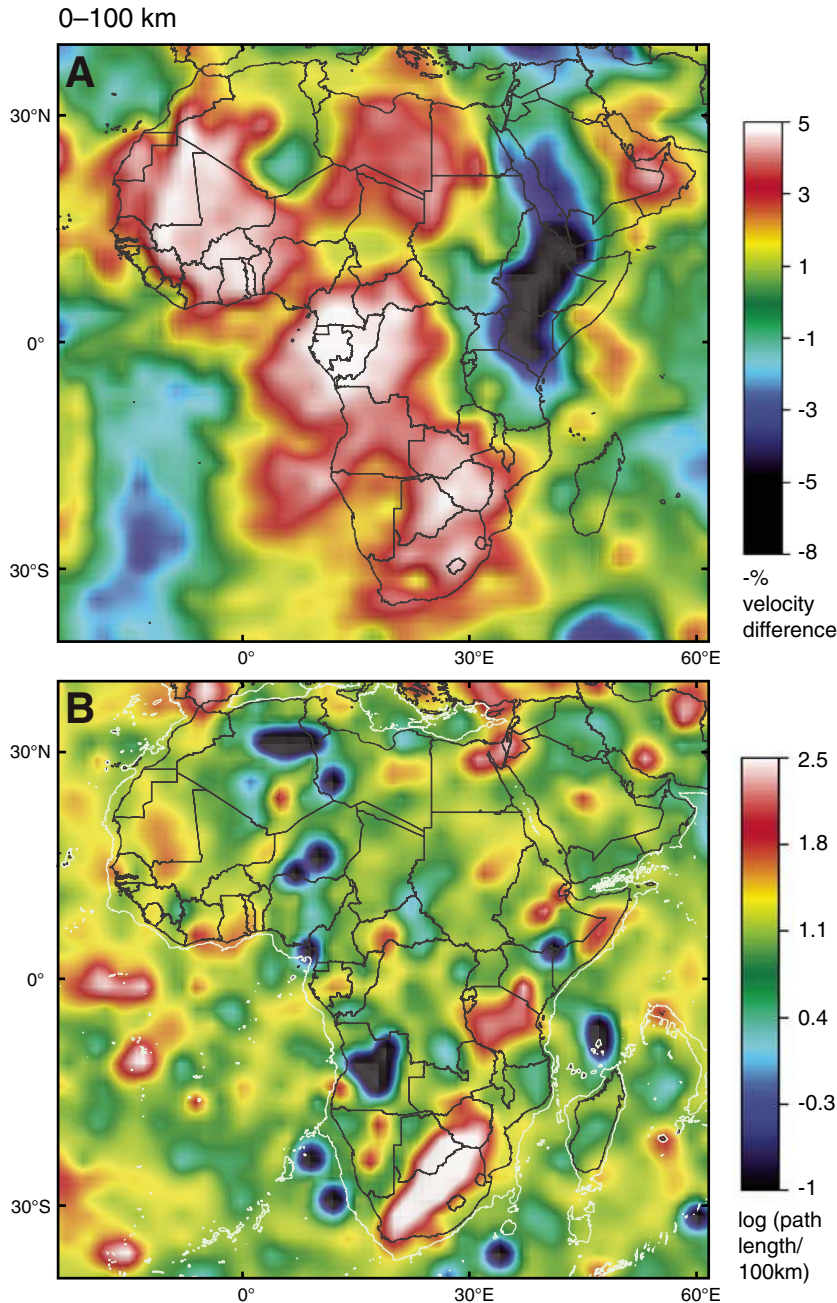 0–100 km
A
30°N
0°
30°S
0°
30°E
60°E
5
3
1
-1
-3
-5
-8
-%
velocity
difference
B
30°N
0°
30°S
0°
30°E
60°E
2.5
1.8
1.1
0.4
-0.3
-1
log (path
length/
100km)